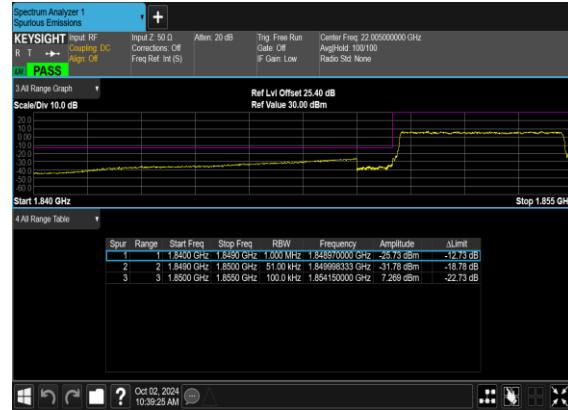 Spectrum Analyzer 1
Spurious Emissions
+
KEYSIGHT Input: RF Input Z: 50 Ω Atten: 20 dB Trig: Free Run Center Freq: 22.005000000 GHz
R T Coupling: DC Corrections: Off Gate: Off Avg|Hold: 100/100
Align: Off Freq Ref: Int (S) IF Gain: Low Radio Std: None
PASS
3 All Range Graph
Ref Lvl Offset 25.40 dB
Scale/Div 10.0 dB Ref Value 30.00 dBm
20.0
10.0
0.00
-10.0
-20.0
-30.0
-40.0
-50.0
-60.0
Start 1.840 GHz Stop 1.855 GH
4 All Range Table
Spur Range Start Freq Stop Freq RBW Frequency Amplitude ΔLimit
1 1 1.8400 GHz 1.8490 GHz 1.000 MHz 1.848970000 GHz -25.73 dBm -12.73 dB
2 2 1.8490 GHz 1.8500 GHz 51.00 kHz 1.849998333 GHz -31.78 dBm -18.78 dB
3 3 1.8500 GHz 1.8550 GHz 100.0 kHz 1.854150000 GHz 7.269 dBm -22.73 dB
?
Oct 02, 2024
10:39:25 AM